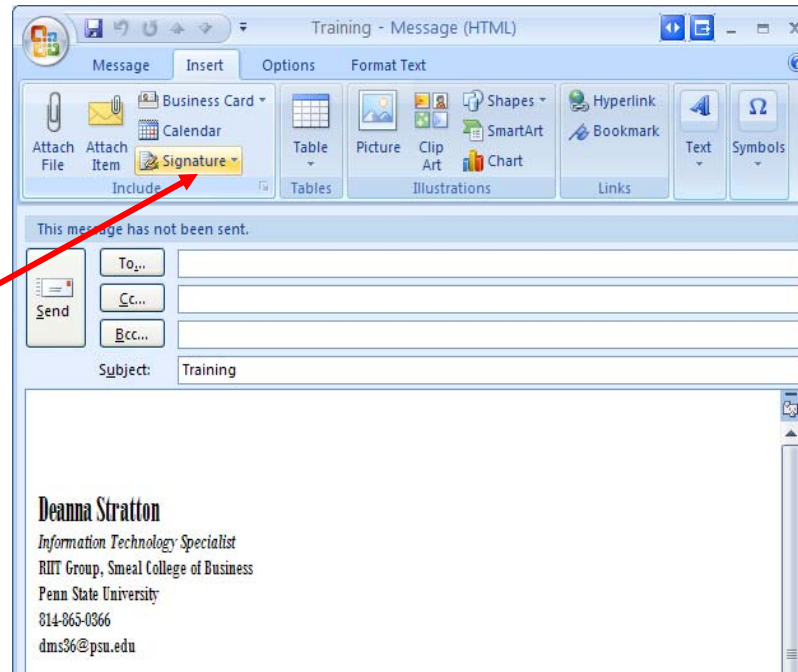 Training - Message (HTML)
Message Insert Options Format Text
Business Card
Calendar
Signature
Attach File
Attach Item
Include
Table
Tables
Picture
Clip Art
Shapes
SmartArt
Chart
Illustrations
Hyperlink
Bookmark
Links
Text
Symbols
Ω
This message has not been sent.
Send
To...
Cc...
Bcc...
Subject: Training
Deanna Stratton
Information Technology Specialist
RIIT Group, Smeal College of Business
Penn State University
814-865-0366
dms36@psu.edu